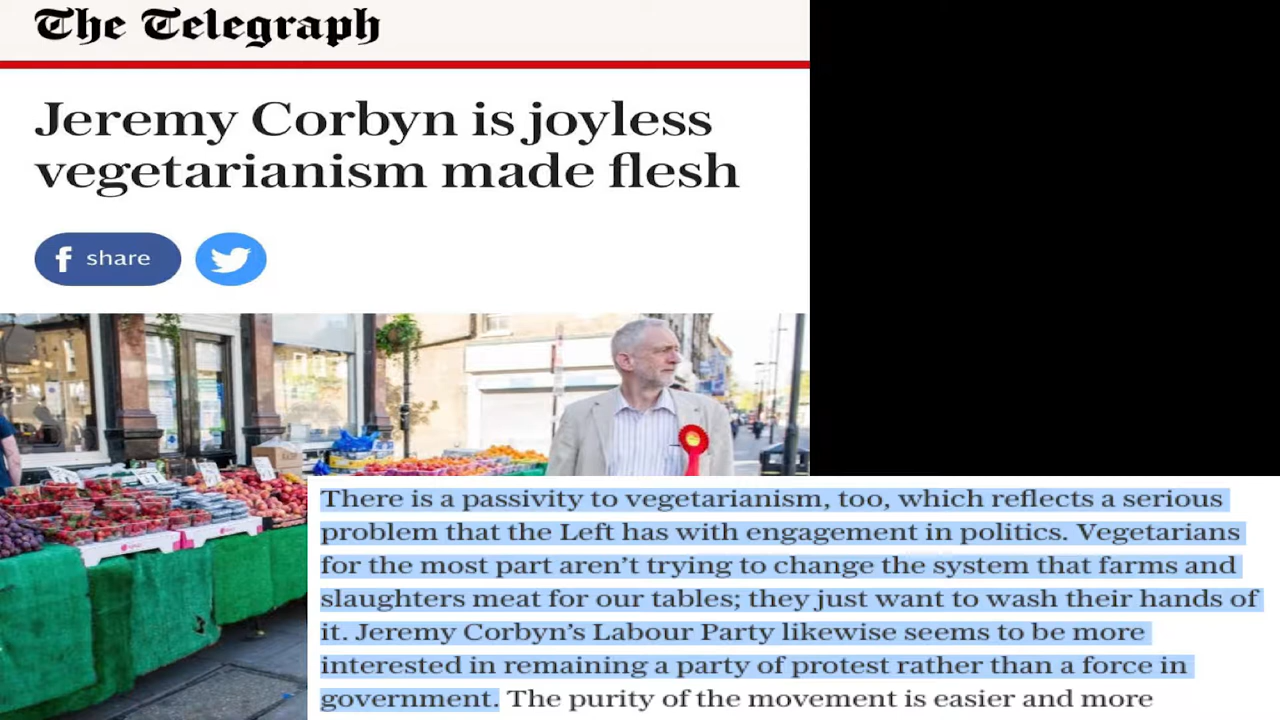 The Telegraph
Jeremy Corbyn is joyless
vegetarianism made flesh
f share
There is a passivity to vegetarianism, too, which reflects a serious
problem that the Left has with engagement in politics. Vegetarians
for the most part aren’t trying to change the system that farms and
slaughters meat for our tables; they just want to wash their hands of
it. Jeremy Corbyn’s Labour Party likewise seems to be more
interested in remaining a party of protest rather than a force in
government. The purity of the movement is easier and more